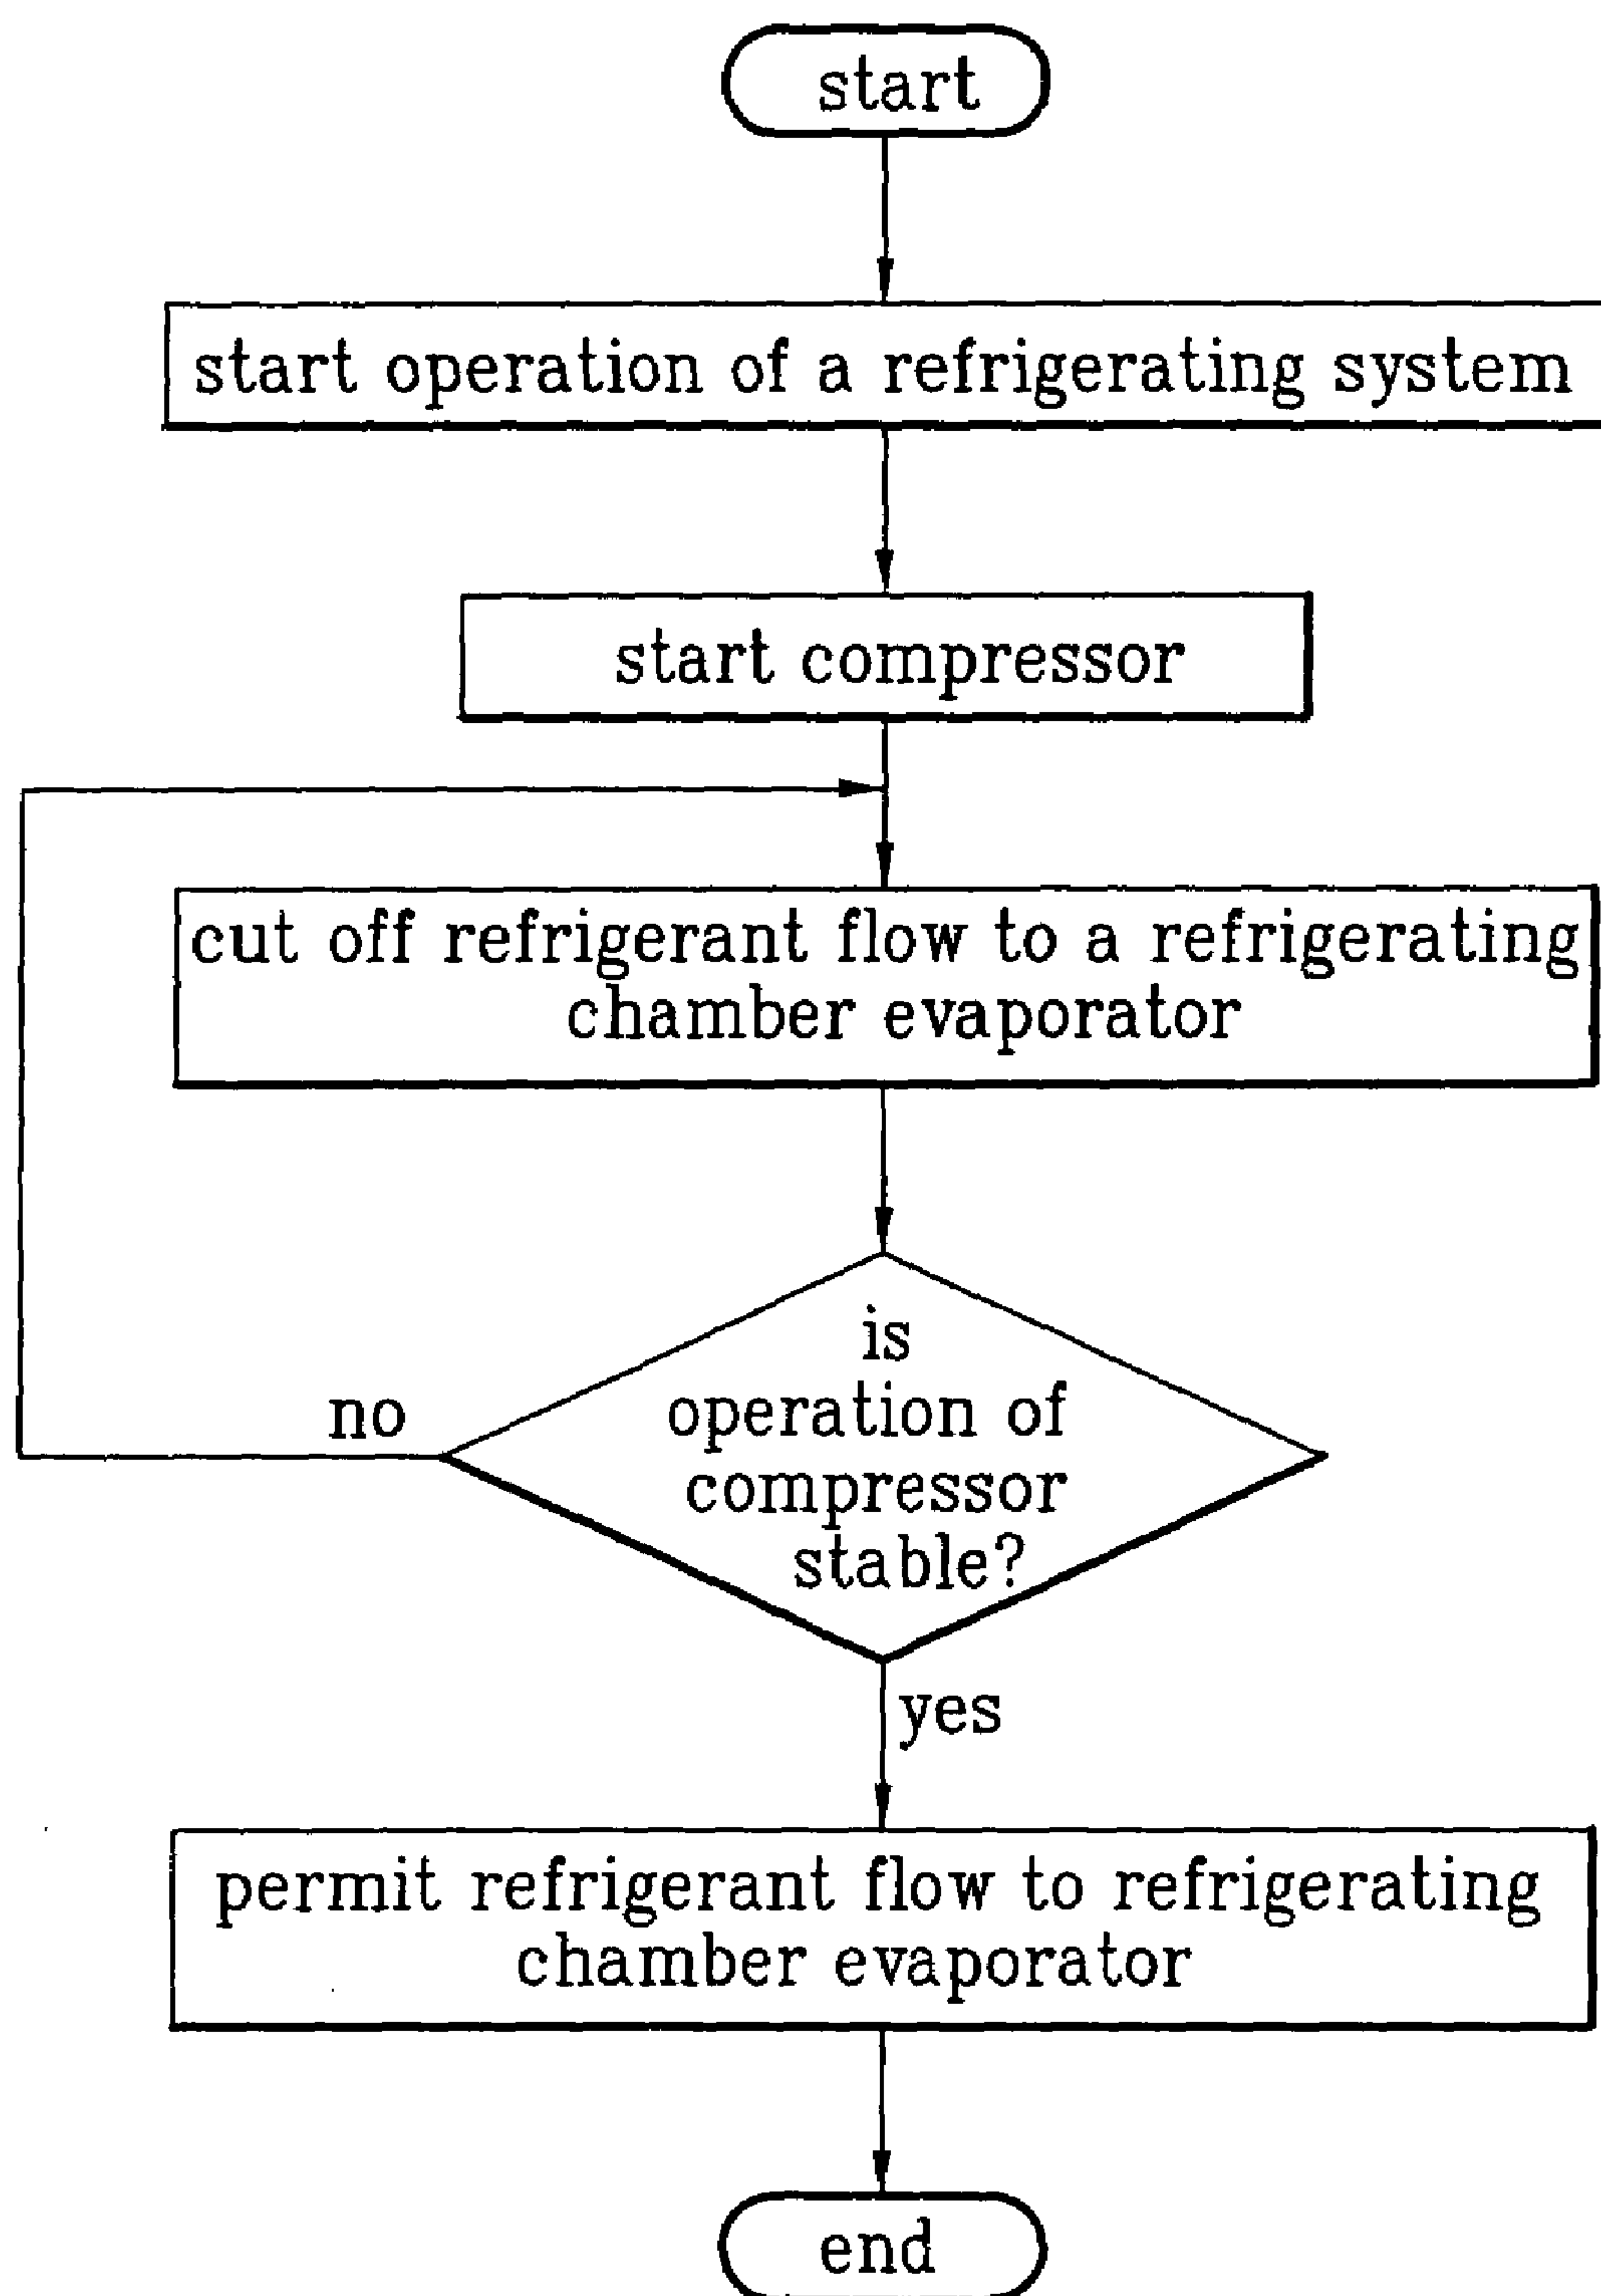 start
start operation of a refrigerating system
start compressor
cut off refrigerant flow to a refrigerating
chamber evaporator
is
operation of
compressor
stable?
no
yes
permit refrigerant flow to refrigerating
chamber evaporator
end